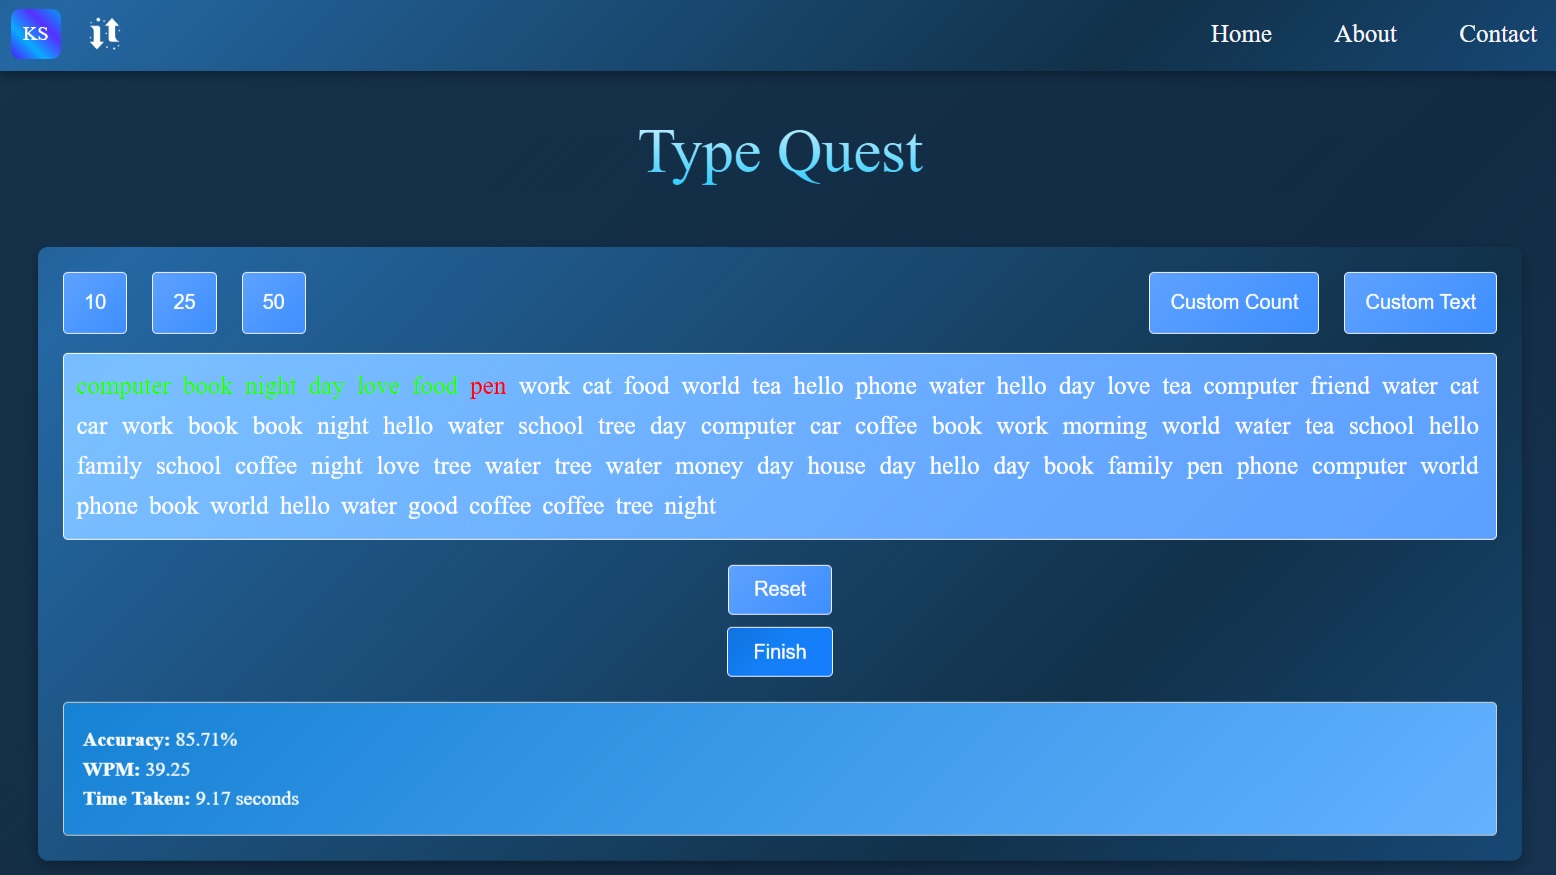 KS it Home About Contact
Type Quest
10 25 50 Custom Count Custom Text
computer book night day love food pen work cat food world tea hello phone water hello day love tea computer friend water cat
car work book book night hello water school tree day computer car coffee book work morning world water tea school hello
family school coffee night love tree water tree water money day house day hello day book family pen phone computer world
phone book world hello water good coffee coffee tree night
Reset
Finish
Accuracy: 85.71%
WPM: 39.25
Time Taken: 9.17 seconds